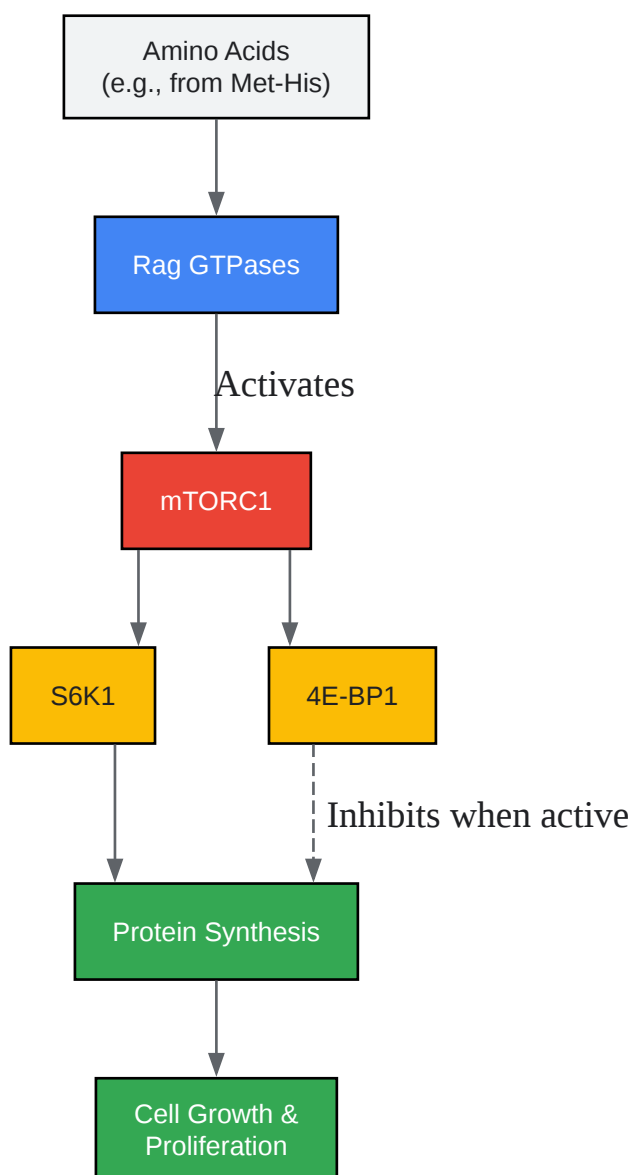 Amino Acids
(e.g., from Met-His)
Rag GTPases
Activates
mTORC1
S6K1
4E-BP1
Inhibits when active
Protein Synthesis
Cell Growth &
Proliferation